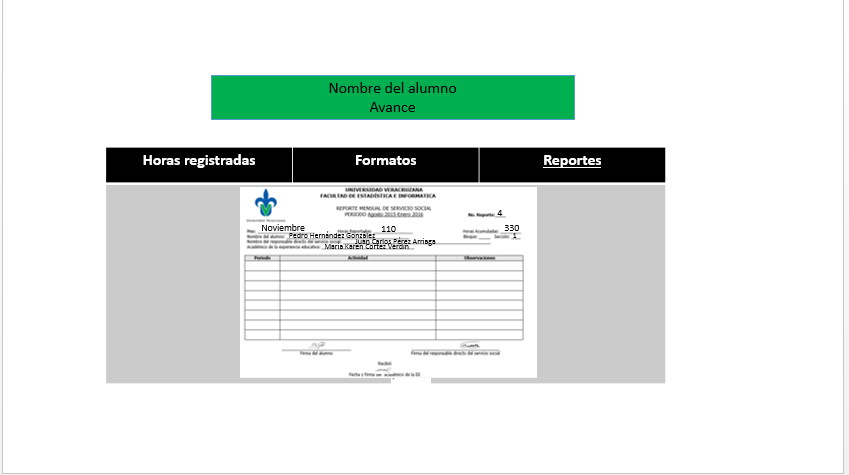 Nombre del alumno
Avance
Horas registradas Formatos Reportes
UNIVERSIDAD VERACRUZANA
FACULTAD DE ESTADÍSTICA E INFORMATICA
REPORTE MENSUAL DE SERVICIO SOCIAL
PERIODO Agosto 2015-Enero 2016
No. Reporte 4
Universidad Veracruzana
Mes: Noviembre Horas Reportadas: 110 Horas Acumuladas: 330
Nombre del alumno: Pedro Hernández González Bloque: Sección: 1
Nombre del responsable directo del servicio social: Juan Carlos Pérez Arriaga
Académico de la experiencia educativa: María Karen Cortez Verdín
Periodo Actividad Observaciones
Firma del alumno Firma del responsable directo del servicio social
Recibió
Fecha y firma académico de la EE